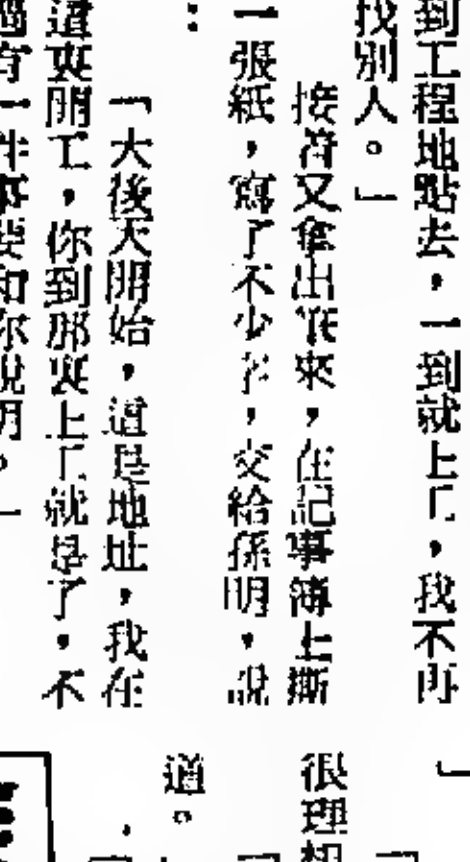 到工程地點去，一到就上工，我不再
找別人。」
接著又拿出筆來，在記事簿上撕
一張紙，寫了不少字，交給孫明，說
：
「大後天開始，這是地址，我在
這裏開工，你到那裏上工就是了，不
過有一件事要和你說明。」
」
很理想
通。